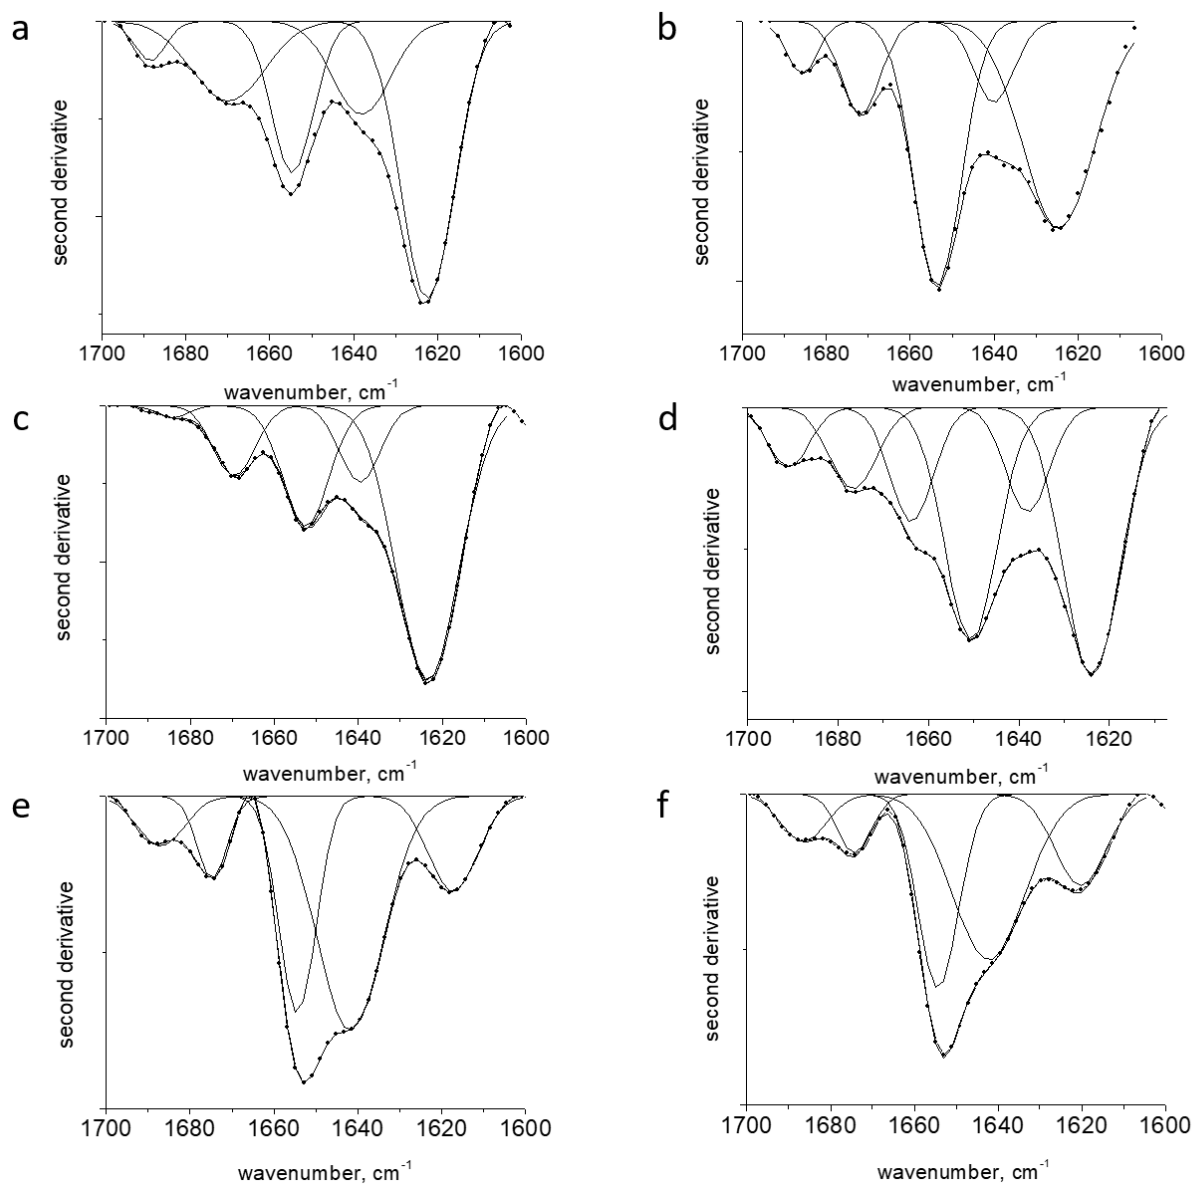 a
second derivative
1700 1680 1660 1640 1620 1600
wavenumber, cm⁻¹
b
second derivative
1700 1680 1660 1640 1620 1600
wavenumber, cm⁻¹
c
second derivative
1700 1680 1660 1640 1620 1600
wavenumber, cm⁻¹
d
second derivative
1700 1680 1660 1640 1620
wavenumber, cm⁻¹
e
second derivative
1700 1680 1660 1640 1620 1600
wavenumber, cm⁻¹
f
second derivative
1700 1680 1660 1640 1620 1600
wavenumber, cm⁻¹